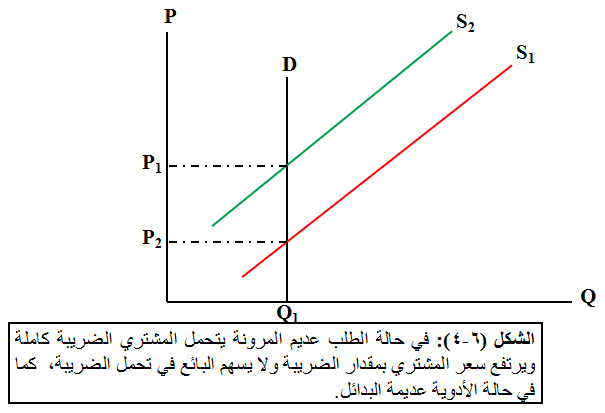 P
S2
S1
D
P1
P2
Q1
Q
الشكل (٦-٤): في حالة الطلب عديم المرونة يتحمل المشتري الضريبة كاملة
ويرتفع سعر المشتري بمقدار الضريبة ولا يسهم البائع في تحمل الضريبة، كما
في حالة الأدوية عديمة البدائل.